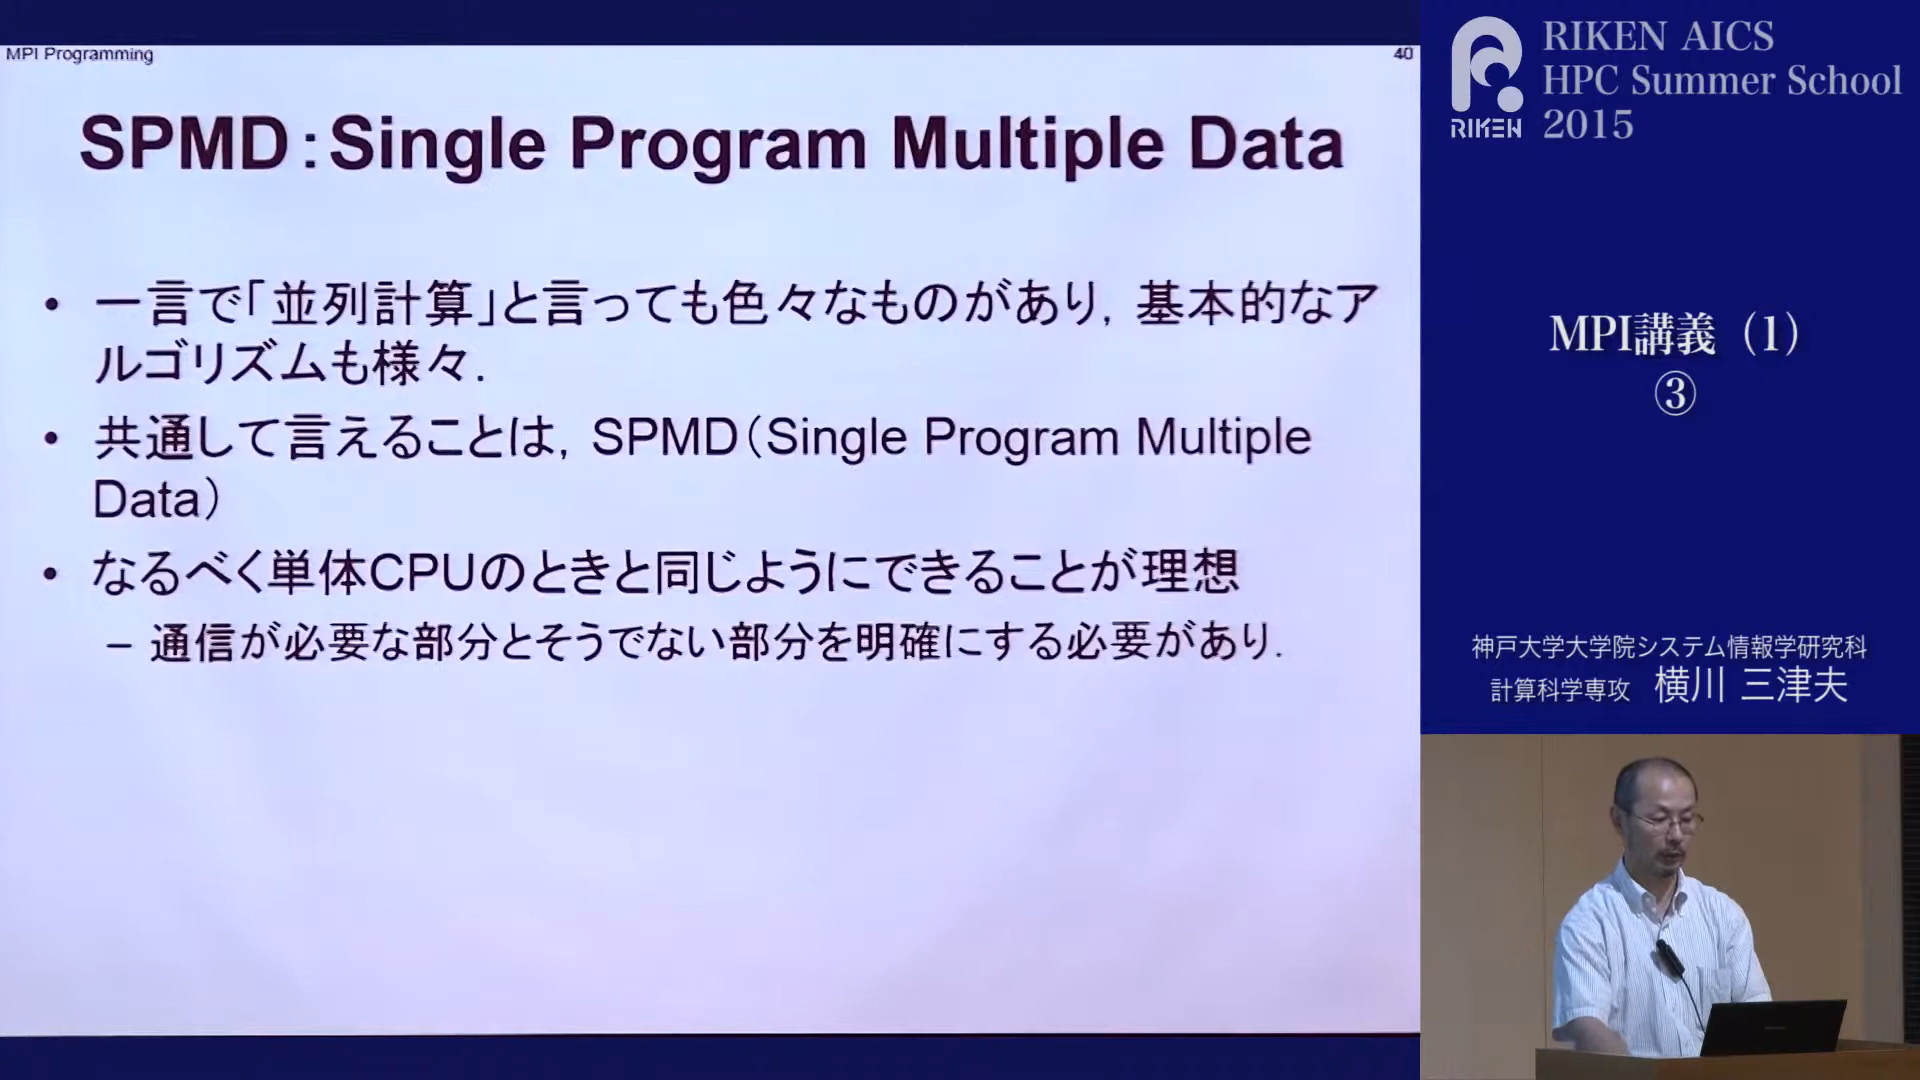 MPI Programming
40
SPMD：Single Program Multiple Data
• 一言で「並列計算」と言っても色々なものがあり，基本的なア
ルゴリズムも様々．
• 共通して言えることは，SPMD（Single Program Multiple
Data）
• なるべく単体CPUのときと同じようにできることが理想
– 通信が必要な部分とそうでない部分を明確にする必要があり．
RIKEN
RIKEN AICS
HPC Summer School
2015
MPI講義（1）
③
神戸大学大学院システム情報学研究科
計算科学専攻 横川 三津夫